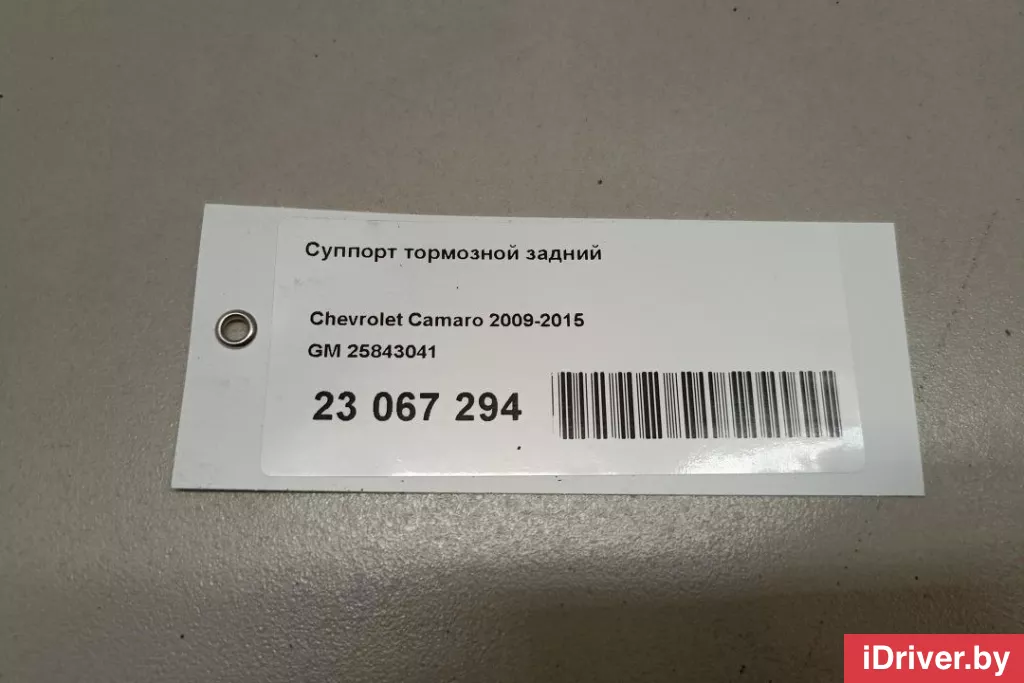 Суппорт тормозной задний
Chevrolet Camaro 2009-2015
GM 25843041
23 067 294
iDriver.by